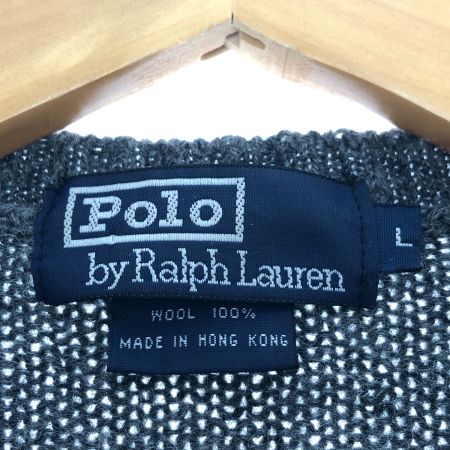 Polo
by Ralph Lauren
L
WOOL 100%
MADE IN HONG KONG